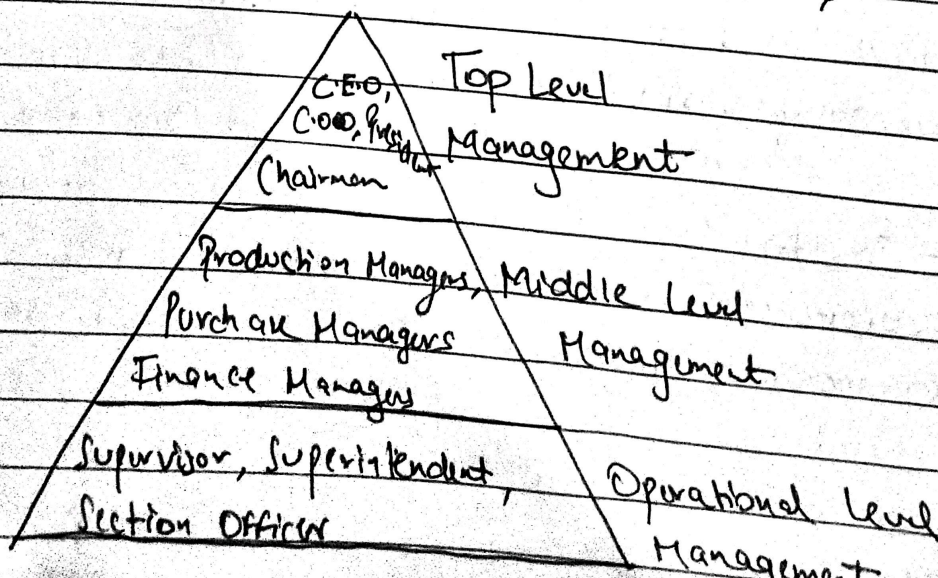 C.E.O,
C.O.O, President
Chairman
Top Level
Management
Production Managers,
Purchase Managers
Finance Managers
Middle Level
Management
Supervisor, Superintendent,
Section Officer
Operational Level
Management